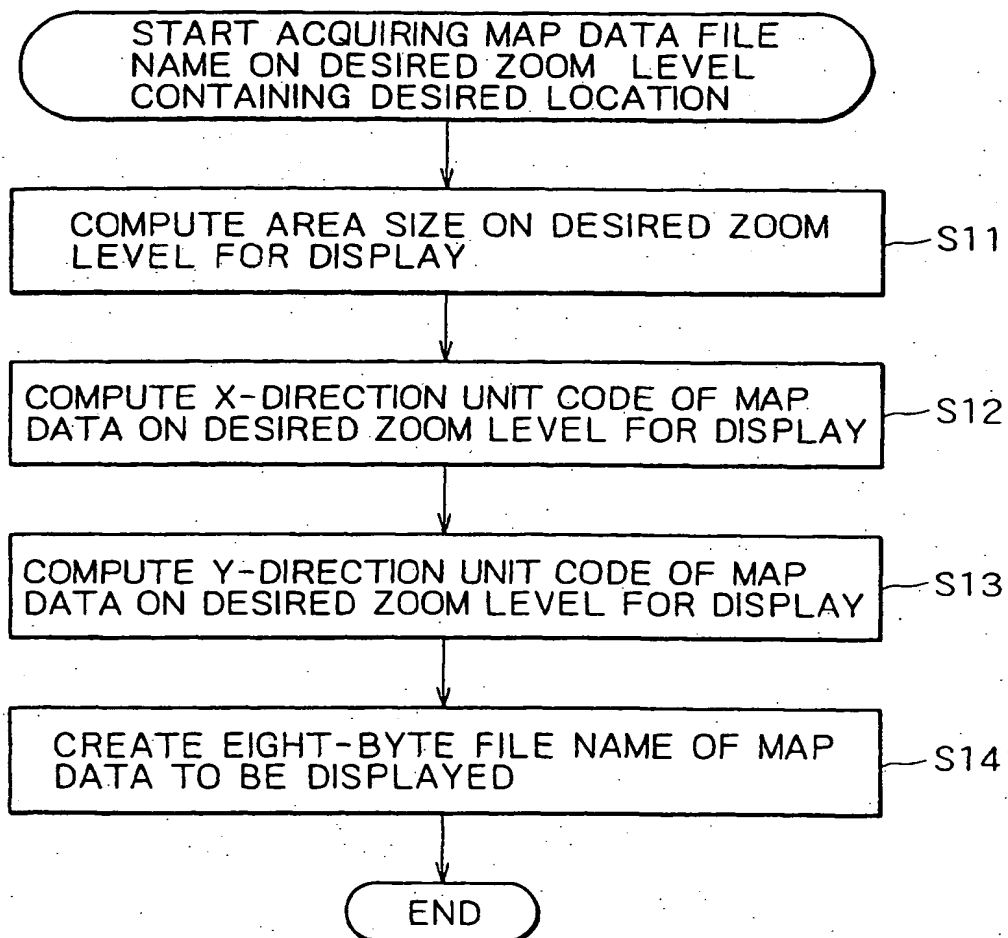 START ACQUIRING MAP DATA FILE
NAME ON DESIRED ZOOM LEVEL
CONTAINING DESIRED LOCATION
COMPUTE AREA SIZE ON DESIRED ZOOM
LEVEL FOR DISPLAY
S11
COMPUTE X-DIRECTION UNIT CODE OF MAP
DATA ON DESIRED ZOOM LEVEL FOR DISPLAY
S12
COMPUTE Y-DIRECTION UNIT CODE OF MAP
DATA ON DESIRED ZOOM LEVEL FOR DISPLAY
S13
CREATE EIGHT-BYTE FILE NAME OF MAP
DATA TO BE DISPLAYED
S14
END